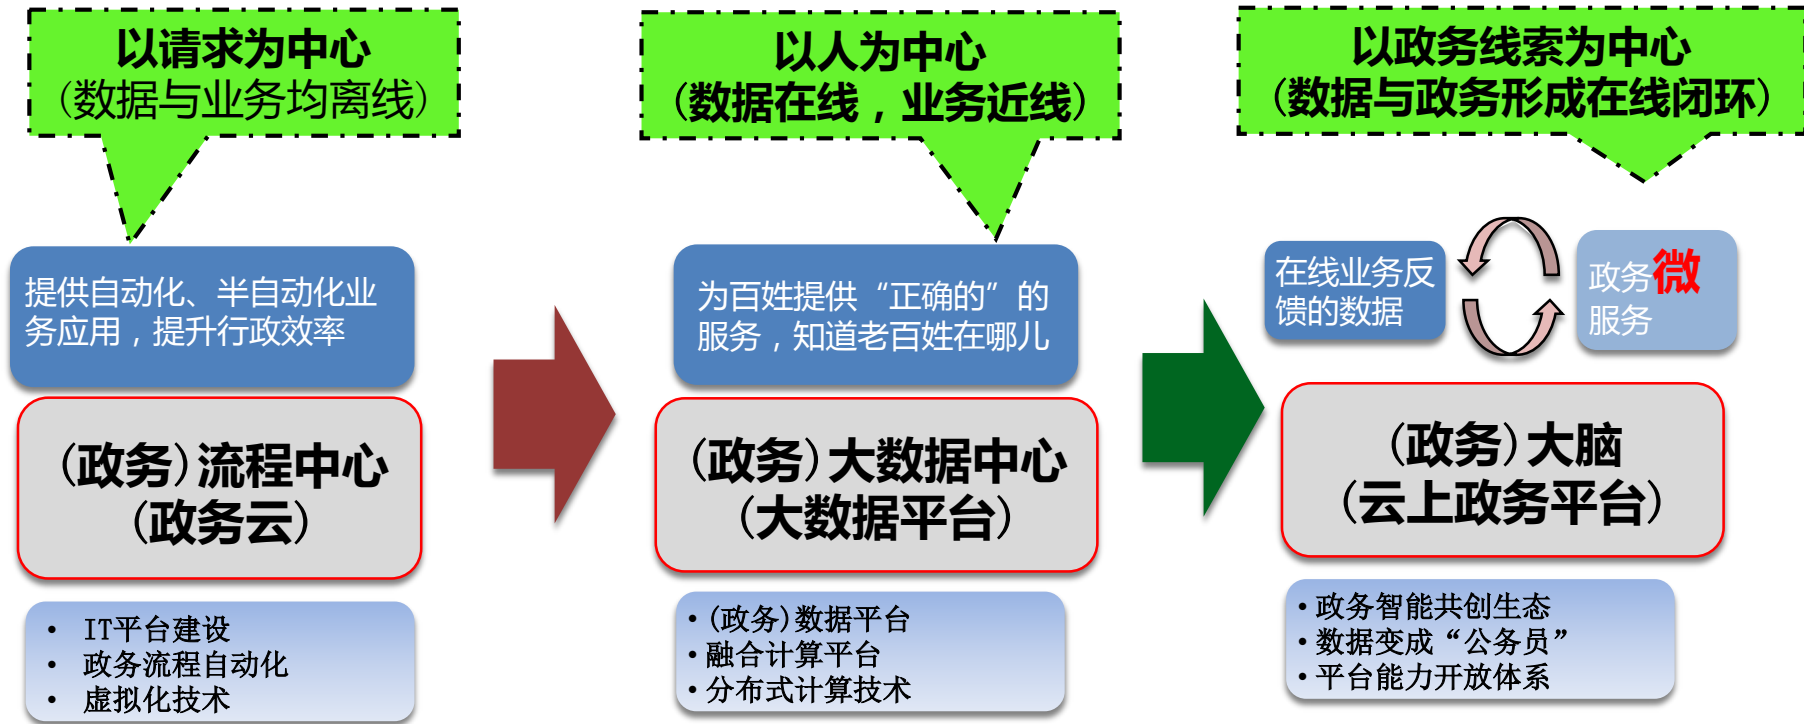 以请求为中心
（数据与业务均离线）
提供自动化、半自动化业
务应用，提升行政效率
（政务）流程中心
（政务云）
• IT平台建设
• 政务流程自动化
• 虚拟化技术
以人为中心
（数据在线，业务近线）
为百姓提供“正确的”的
服务，知道老百姓在哪儿
（政务）大数据中心
（大数据平台）
• （政务）数据平台
• 融合计算平台
• 分布式计算技术
以政务线索为中心
（数据与政务形成在线闭环）
在线业务反
馈的数据
政务微
服务
（政务）大脑
（云上政务平台）
• 政务智能共创生态
• 数据变成“公务员”
• 平台能力开放体系